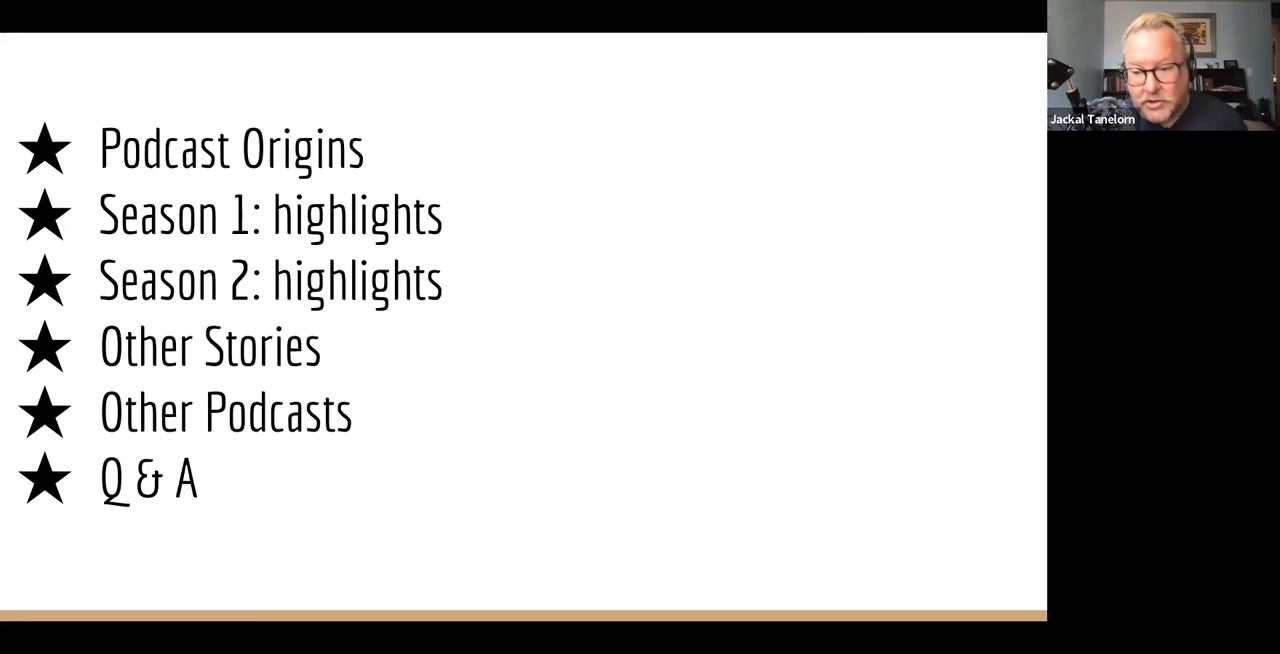 Podcast Origins
Season 1: highlights
Season 2: highlights
Other Stories
Other Podcasts
Q & A
Jackal Tanelorn